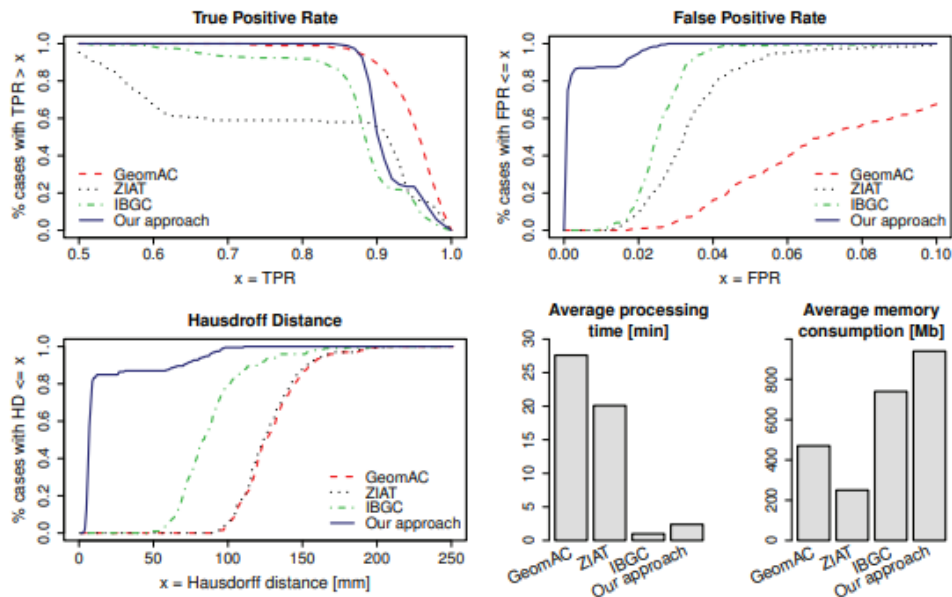 True Positive Rate
% cases with TPR > x
1.0
0.8
0.6
0.4
0.2
0.0
GeomAC
ZIAT
IBGC
Our approach
0.5 0.6 0.7 0.8 0.9 1.0
x = TPR
False Positive Rate
% cases with FPR <= x
1.0
0.8
0.6
0.4
0.2
0.0
GeomAC
ZIAT
IBGC
Our approach
0.00 0.02 0.04 0.06 0.08 0.10
x = FPR
Hausdroff Distance
% cases with HD <= x
1.0
0.8
0.6
0.4
0.2
0.0
GeomAC
ZIAT
IBGC
Our approach
0 50 100 150 200 250
x = Hausdorff distance [mm]
Average processing
time [min]
30
25
20
15
10
5
0
GeomAC ZIAT IBGC Our approach
Average memory
consumption [Mb]
800
600
400
200
0
GeomAC ZIAT IBGC Our approach